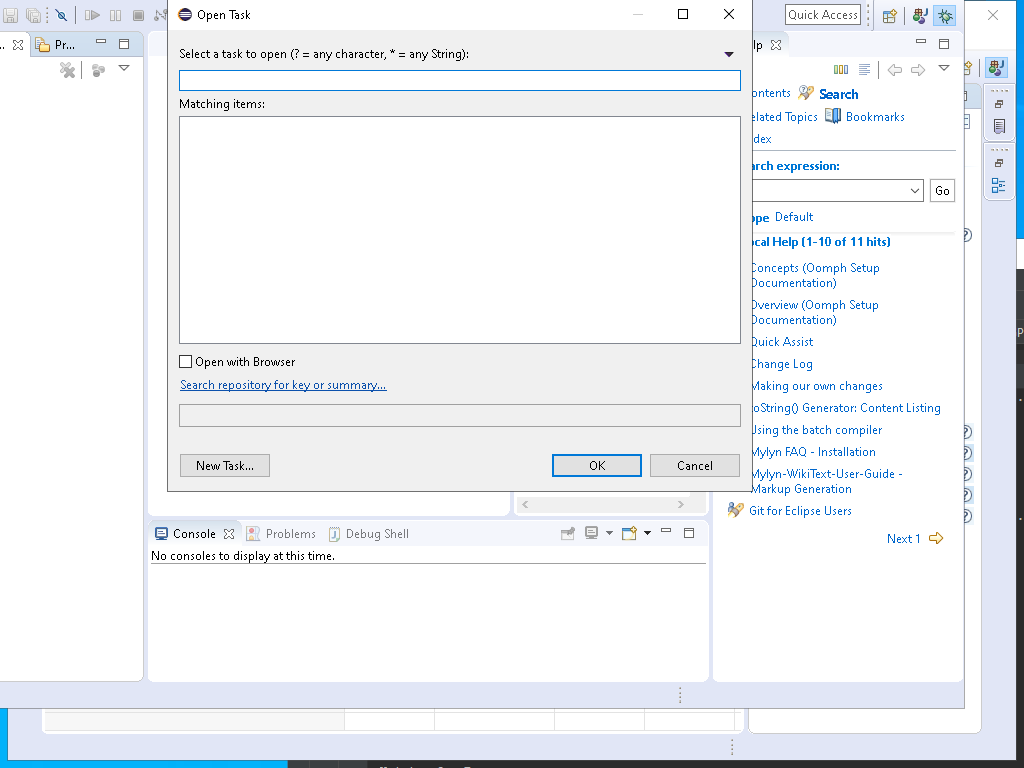 Open Task
Quick Access
Pr...
Select a task to open (? = any character, * = any String):
Matching items:
Open with Browser
Search repository for key or summary...
New Task...
OK
Cancel
lp
ontents
Search
elated Topics
Bookmarks
dex
rch expression:
Go
ope Default
cal Help (1-10 of 11 hits)
Concepts (Oomph Setup
Documentation)
Overview (Oomph Setup
Documentation)
Quick Assist
Change Log
Making our own changes
oString() Generator: Content Listing
Using the batch compiler
Mylyn FAQ - Installation
Mylyn-WikiText-User-Guide -
Markup Generation
Git for Eclipse Users
Next 1
Console
Problems
Debug Shell
No consoles to display at this time.